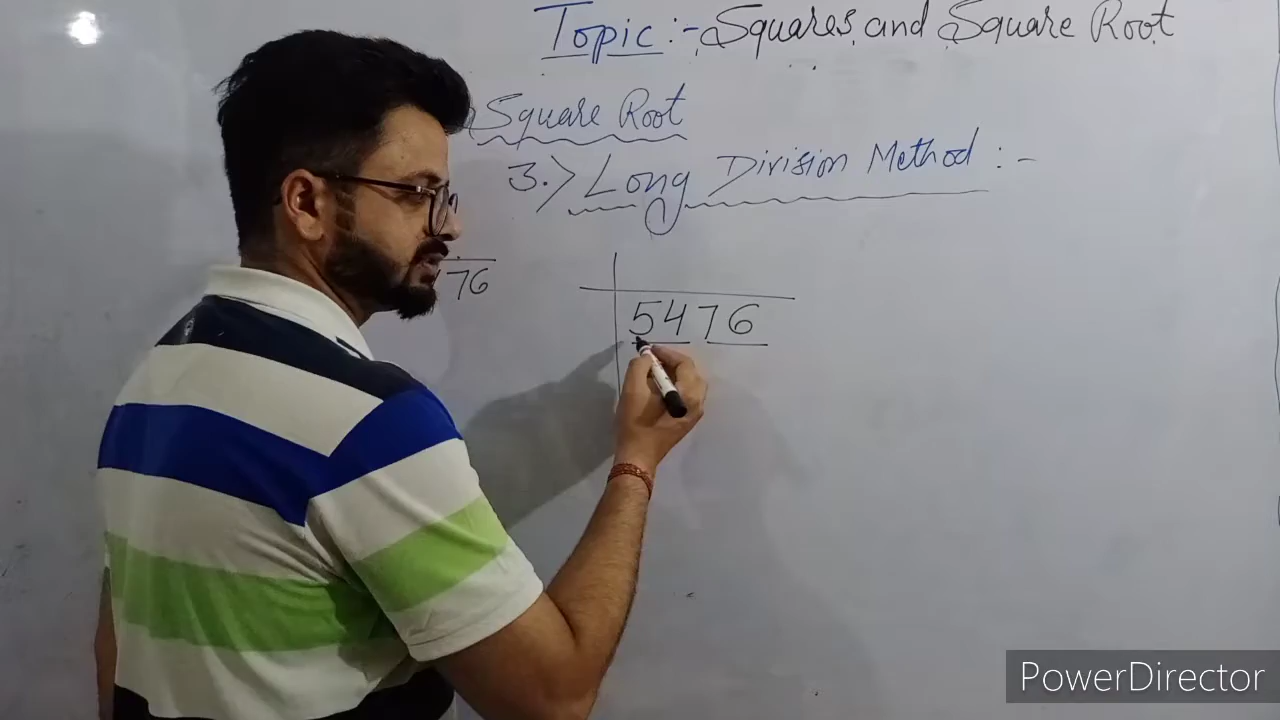 Topic :- Squares and Square Root
Square Root
3.> Long Division Method :-
76
5476
PowerDirector